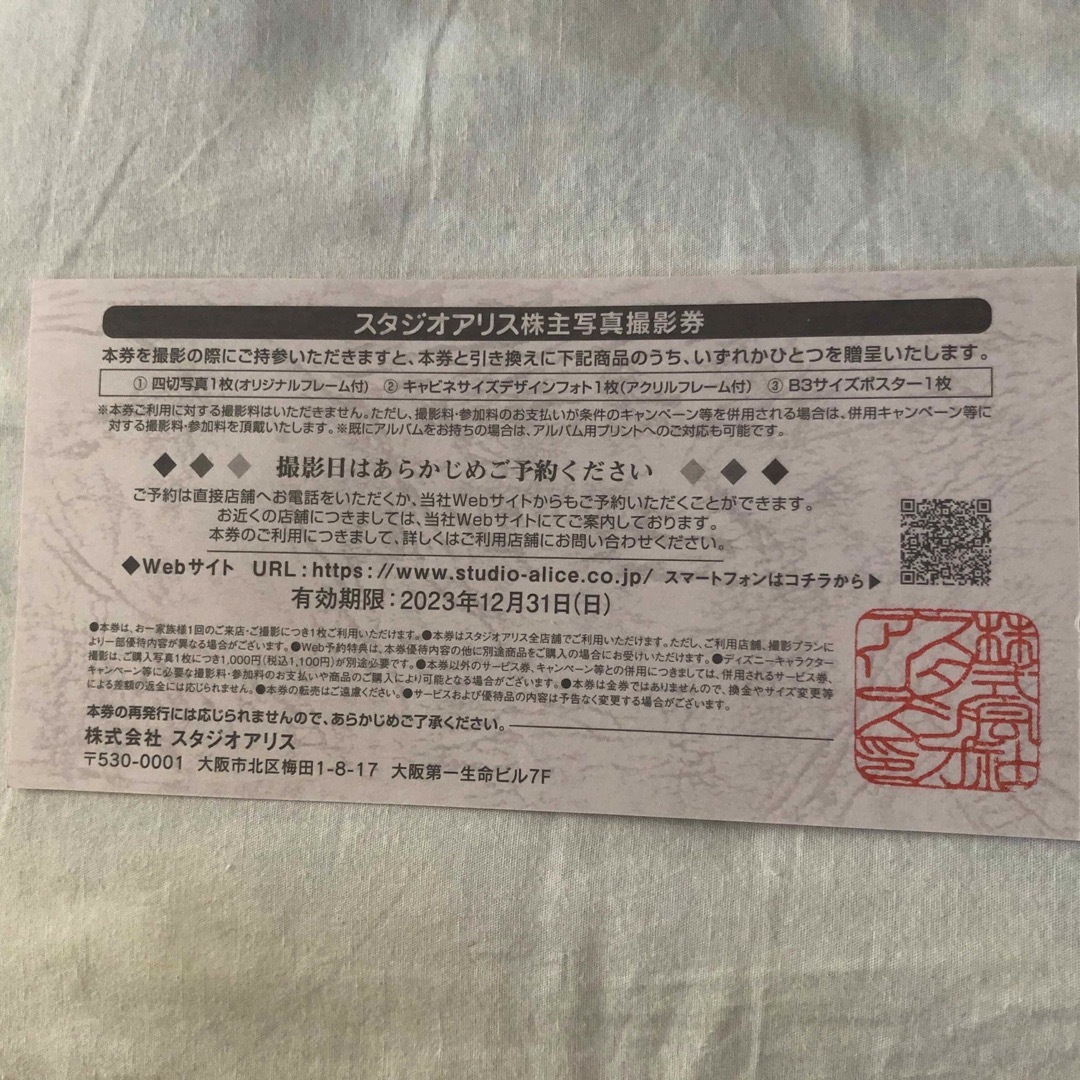 スタジオアリス株主写真撮影券
本券を撮影の際にご持参いただきますと、本券と引き換えに下記商品のうち、いずれかひとつを贈呈いたします。
① 四切写真1枚(オリジナルフレーム付) ② キャビネサイズデザインフォト1枚(アクリルフレーム付) ③ B3サイズポスター1枚
※本券ご利用に対する撮影料はいただきません。ただし、撮影料・参加料のお支払いが条件のキャンペーン等を併用される場合は、併用キャンペーン等に
対する撮影料・参加料を頂戴いたします。※既にアルバムをお持ちの場合は、アルバム用プリントへのご対応も可能です。
◆◆◆ 撮影日はあらかじめご予約ください ◆◆◆
ご予約は直接店舗へお電話をいただくか、当社Webサイトからもご予約いただくことができます。
お近くの店舗につきましては、当社Webサイトにてご案内しております。
本券のご利用につきまして、詳しくはご利用店舗にお問い合わせください。
◆Webサイト URL:https://www.studio-alice.co.jp/ スマートフォンはコチラから▶
有効期限:2023年12月31日(日)
●本券は、お一家族様1回のご来店・ご撮影につき1枚ご利用いただけます。●本券はスタジオアリス全店舗でご利用いただけます。ただし、ご利用店舗、撮影プランに
より一部優待内容が異なる場合がございます。●Web予約特典は、本券優待内容の他に別途商品をご購入の場合にお受けいただけます。●ディズニーキャラクター
撮影は、ご購入写真1枚につき1,000円(税込1,100円)が別途必要です。●本券以外のサービス券、キャンペーン等との併用につきましては、併用されるサービス券、
キャンペーン等に必要な撮影料・参加料のお支払いや商品のご購入により可能となる場合がございます。●本券は金券ではありませんので、換金やサイズ変更等
による差額の返金には応じられません。●本券の転売はご遠慮ください。●サービスおよび優待品の内容は予告なく変更する場合がございます。
本券の再発行には応じられませんので、あらかじめご了承ください。
株式会社 スタジオアリス
〒530-0001 大阪市北区梅田1-8-17 大阪第一生命ビル7F
株式会社
スタジオ
アリス印